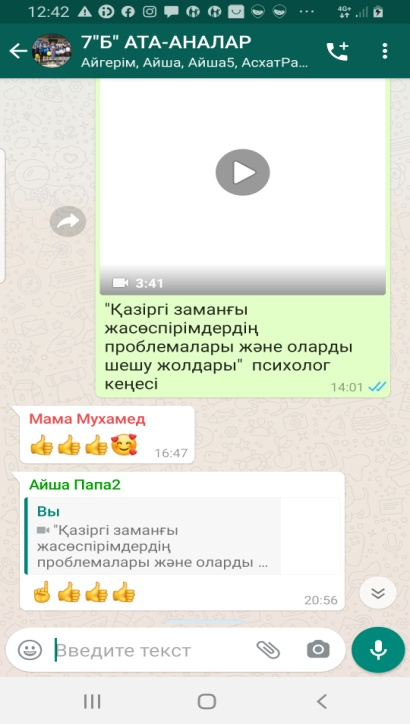 12:42
4G+
7"Б" АТА-АНАЛАР
Айгерім, Айша, Айша5, АсхатРа...
3:41
"Қазіргі заманғы
жасөспірімдердің
проблемалары және оларды
шешу жолдары" психолог
кеңесі
14:01
Мама Мухамед
👍👍👍🥰
16:47
Айша Папа2
Вы
"Қазіргі заманғы
жасөспірімдердің
проблемалары және оларды ...
☝👍👍👍
20:56
Введите текст